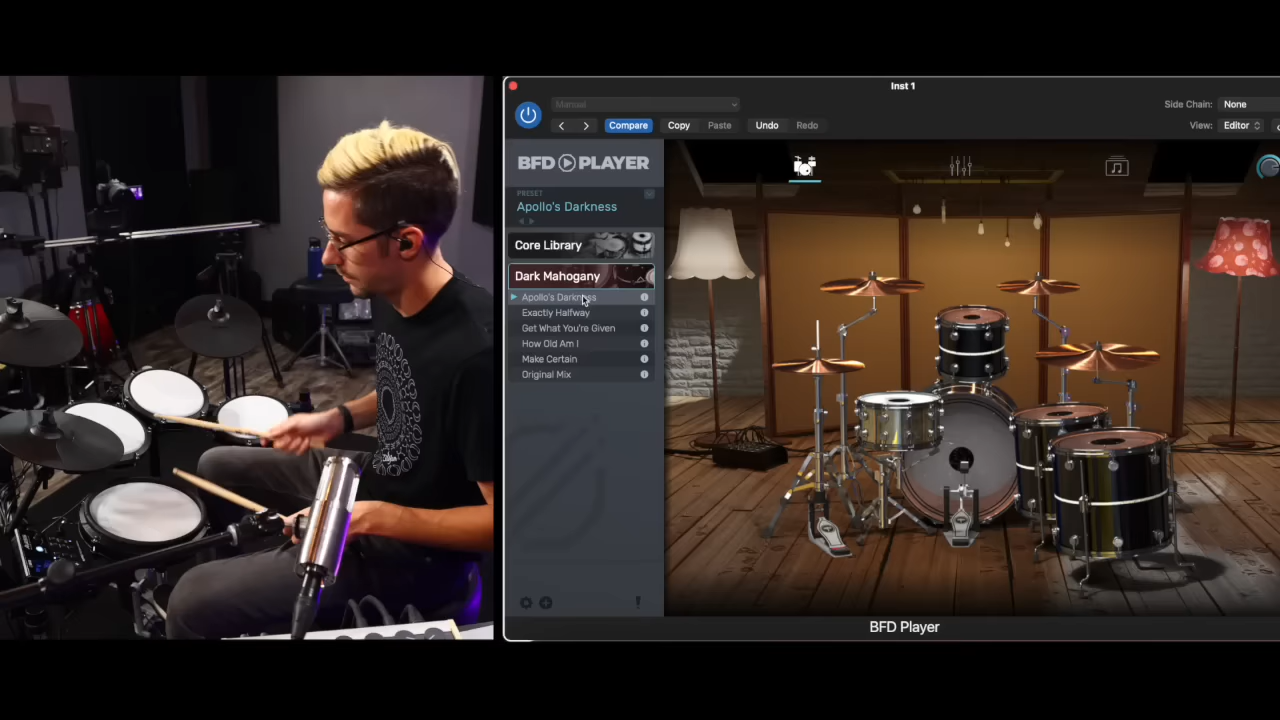 Inst 1
Manual
Side Chain: None
Compare
Copy
Paste
Undo
Redo
View: Editor
BFD PLAYER
PRESET
Apollo's Darkness
Core Library
Dark Mahogany
Apollo's Darkness
Exactly Halfway
Get What You're Given
How Old Am I
Make Certain
Original Mix
BFD Player